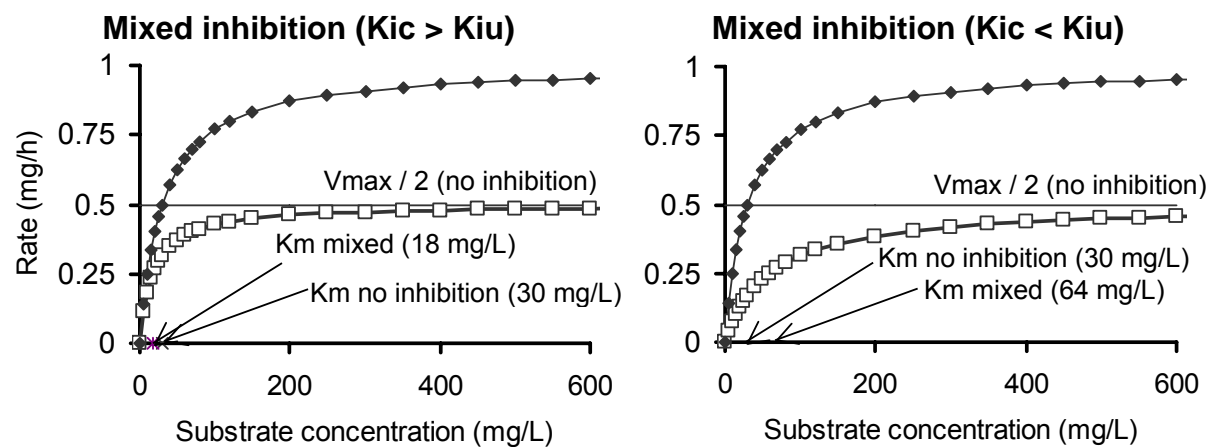 Mixed inhibition (Kic > Kiu)
1
0.75
0.5
0.25
0
Rate (mg/h)
Vmax / 2 (no inhibition)
Km mixed (18 mg/L)
Km no inhibition (30 mg/L)
0 200 400 600
Substrate concentration (mg/L)
Mixed inhibition (Kic < Kiu)
1
0.75
0.5
0.25
0
Vmax / 2 (no inhibition)
Km no inhibition (30 mg/L)
Km mixed (64 mg/L)
0 200 400 600
Substrate concentration (mg/L)